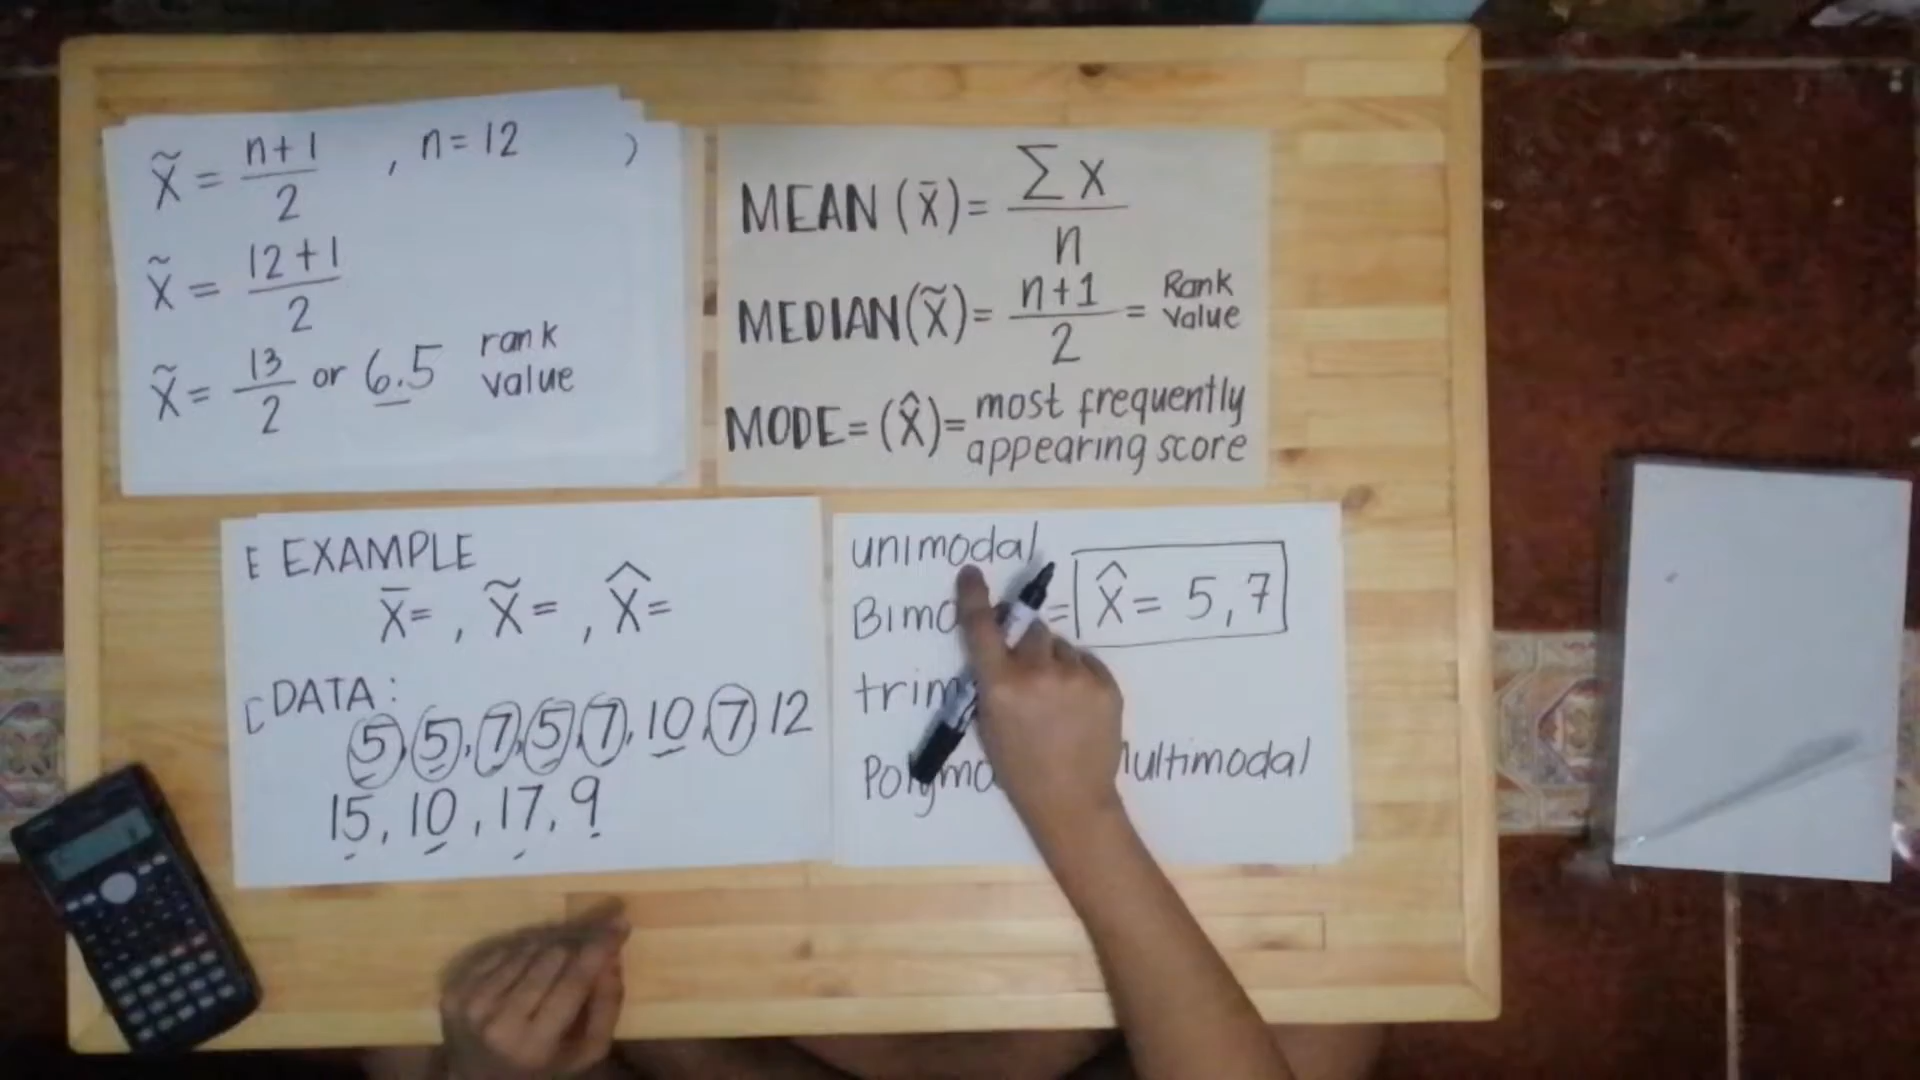 x̃ = n+1 / 2 , n=12 )
x̃ = 12+1 / 2
x̃ = 13 / 2 or 6.5 rank value
MEAN (x̄) = Σx / n
MEDIAN (x̃) = n+1 / 2 = Rank Value
MODE = (x̂) = most frequently
appearing score
E EXAMPLE
x̄= , x̃= , x̂=
C DATA:
5,5,7,5,7,10,7 12
15, 10, 17, 9
unimodal
= x̂= 5,7